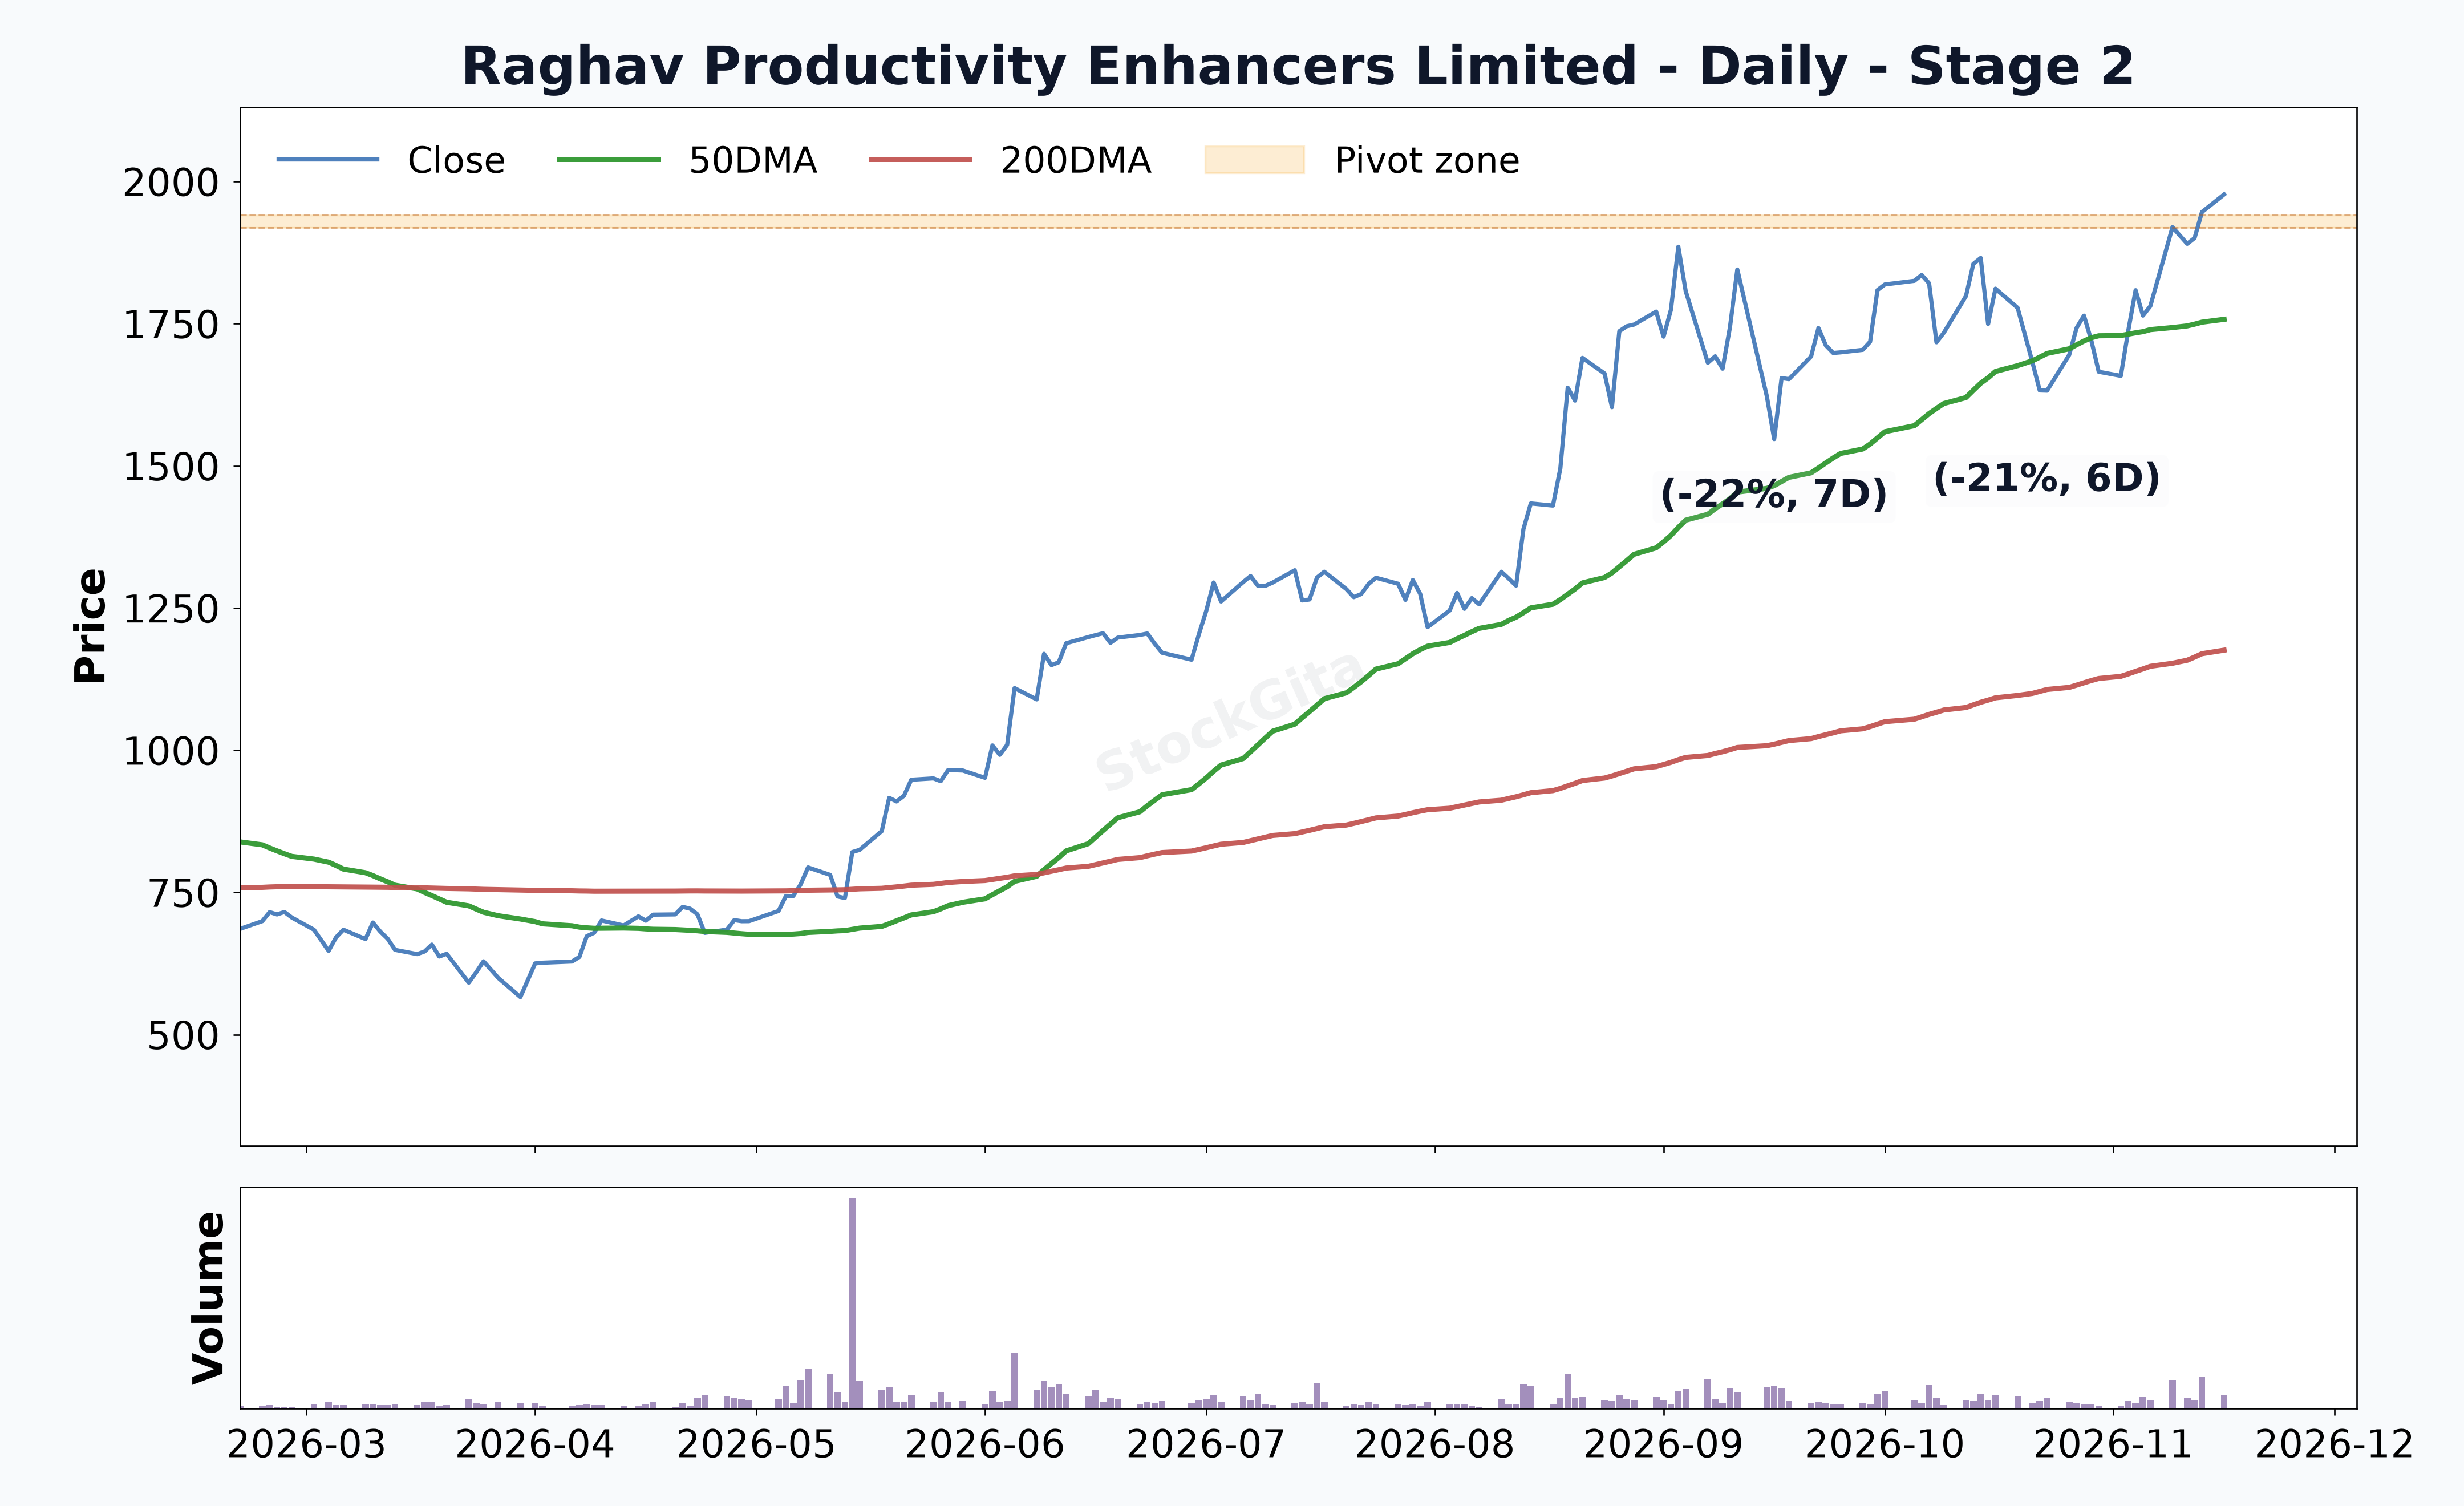 Raghav Productivity Enhancers Limited - Daily - Stage 2
Close 50DMA 200DMA Pivot zone
2000
1750
1500
1250
1000
750
500
Price
(-22%, 7D)
(-21%, 6D)
StockGita
Volume
2026-03 2026-04 2026-05 2026-06 2026-07 2026-08 2026-09 2026-10 2026-11 2026-12